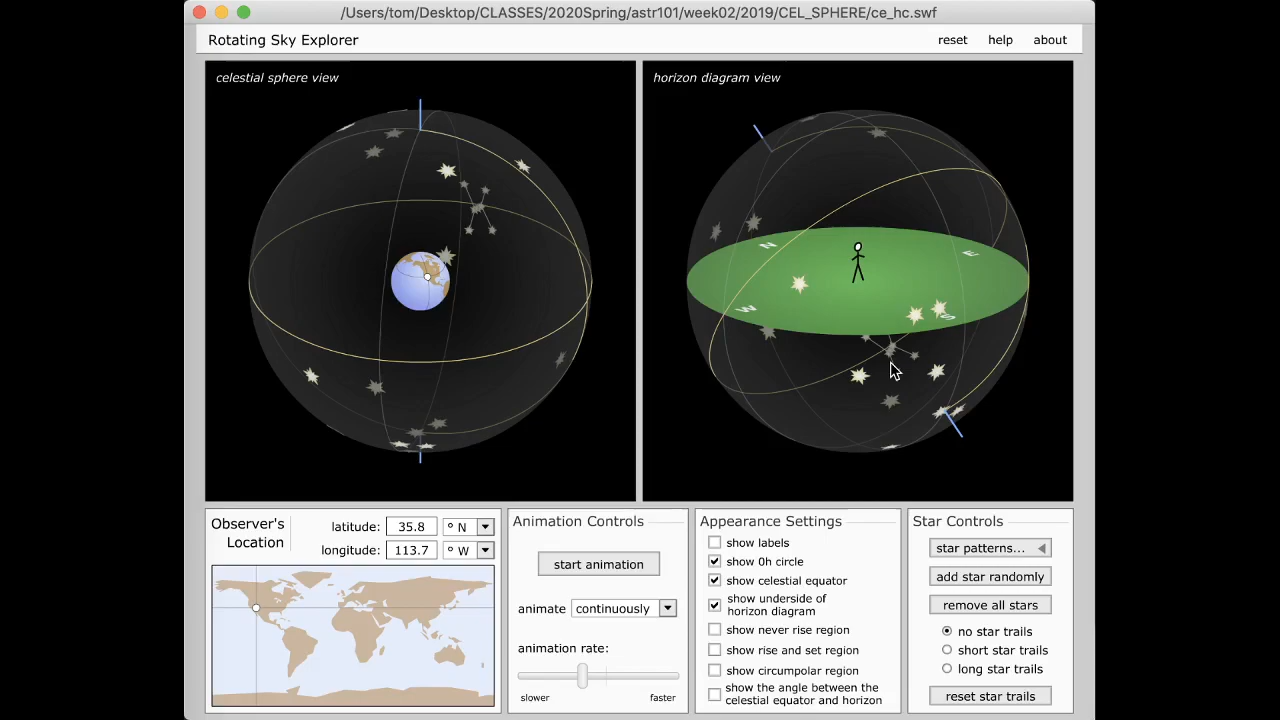 /Users/tom/Desktop/CLASSES/2020Spring/astr101/week02/2019/CEL_SPHERE/ce_hc.swf
Rotating Sky Explorer
reset help about
celestial sphere view
horizon diagram view
N
E
W
S
Observer's
Location
latitude: 35.8 ° N
longitude: 113.7 ° W
Animation Controls
start animation
animate continuously
animation rate:
slower faster
Appearance Settings
show labels
show 0h circle
show celestial equator
show underside of
horizon diagram
show never rise region
show rise and set region
show circumpolar region
show the angle between the
celestial equator and horizon
Star Controls
star patterns...
add star randomly
remove all stars
no star trails
short star trails
long star trails
reset star trails